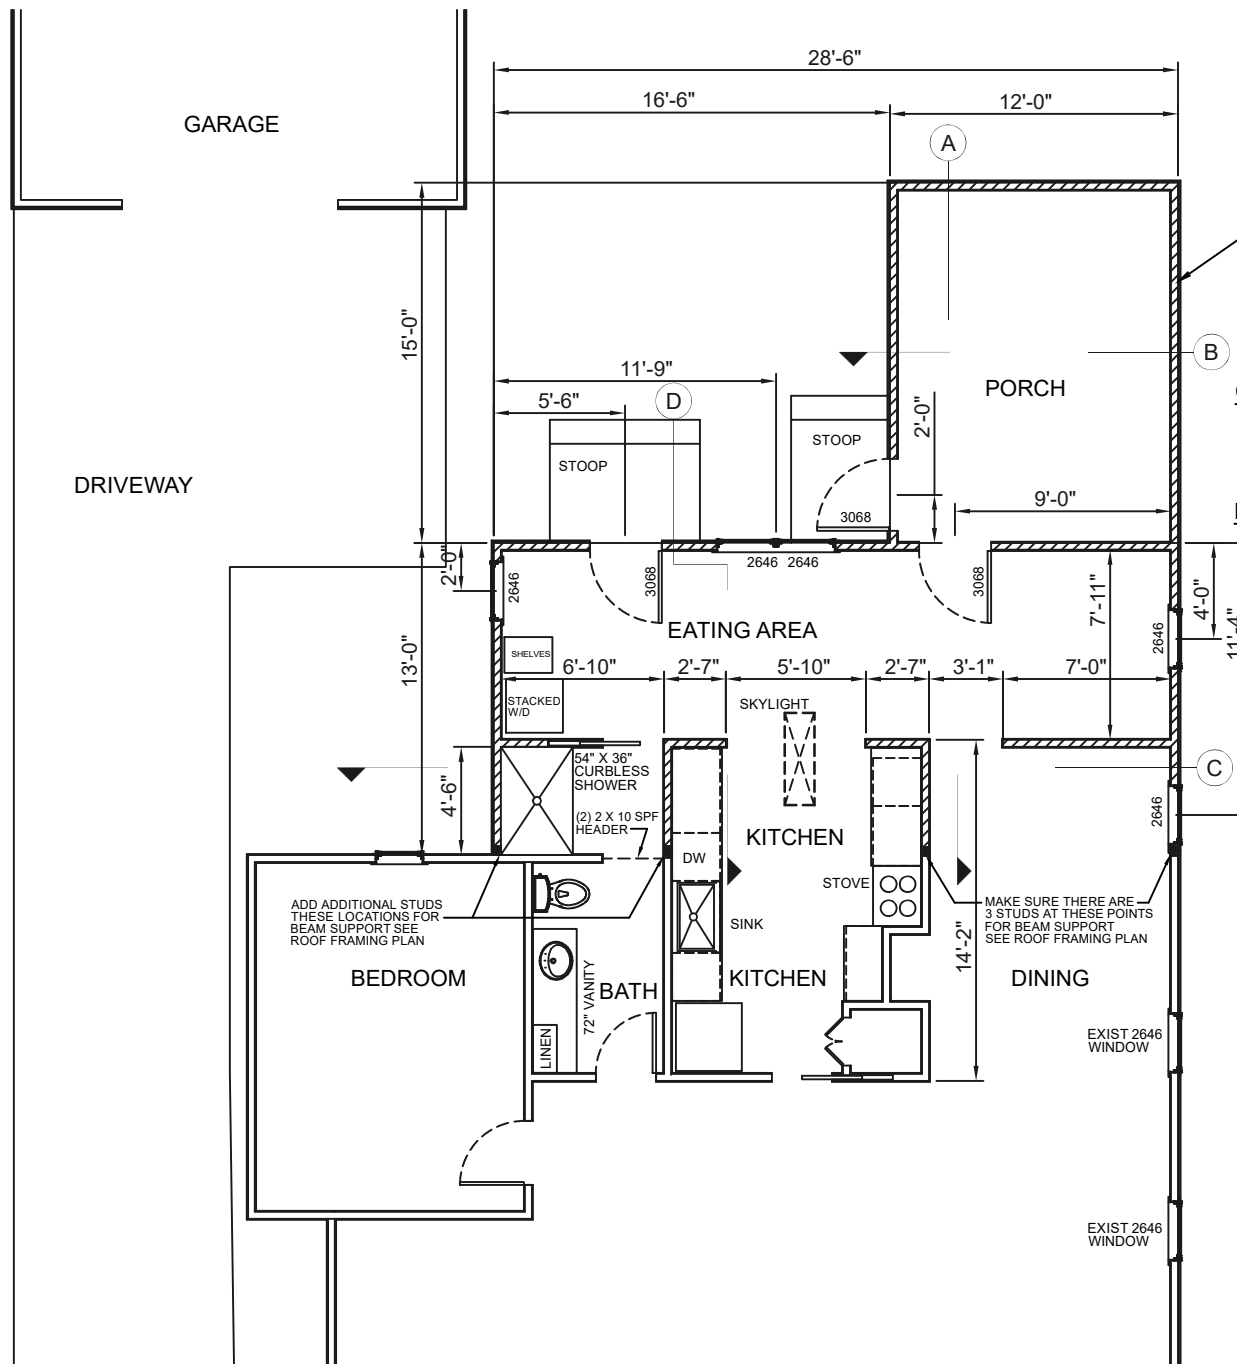 28'-6"
16'-6"
12'-0"
GARAGE
A
15'-0"
B
11'-9"
PORCH
5'-6"
D
2'-0"
STOOP
STOOP
DRIVEWAY
9'-0"
3068
2'-0"
2646
3068
2646 2646
3068
7'-11"
4'-0"
11'-4"
EATING AREA
2646
SHELVES
13'-0"
6'-10"
2'-7"
5'-10"
2'-7"
3'-1"
7'-0"
STACKED
W/D
SKYLIGHT
54" X 36"
CURBLESS
SHOWER
C
4'-6"
2646
(2) 2 X 10 SPF
HEADER
KITCHEN
DW
STOVE
ADD ADDITIONAL STUDS
THESE LOCATIONS FOR
BEAM SUPPORT SEE
ROOF FRAMING PLAN
MAKE SURE THERE ARE
3 STUDS AT THESE POINTS
FOR BEAM SUPPORT
SEE ROOF FRAMING PLAN
SINK
14'-2"
BEDROOM
BATH
KITCHEN
DINING
72" VANITY
LINEN
EXIST 2646
WINDOW
EXIST 2646
WINDOW